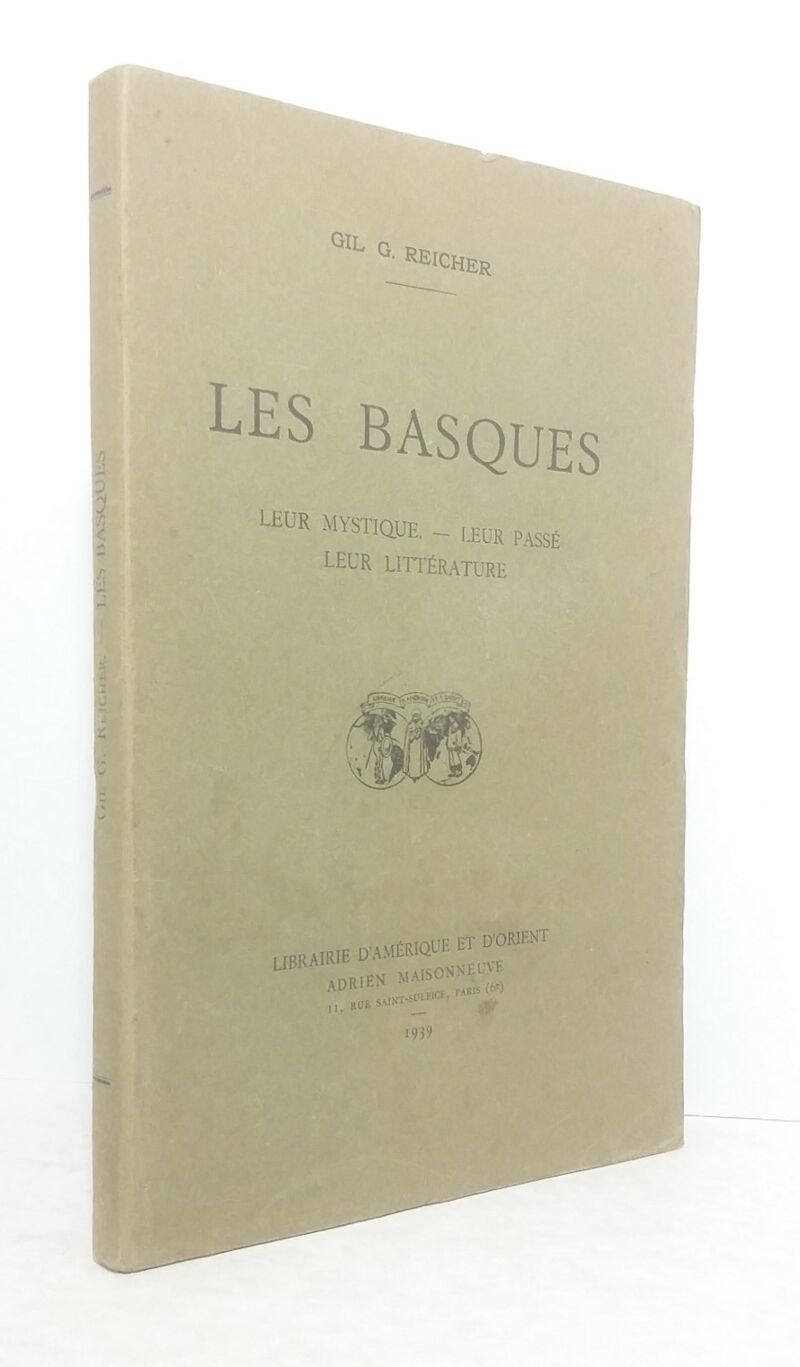 GIL G. REICHER
LES BASQUES
LEUR MYSTIQUE. — LEUR PASSÉ
LEUR LITTÉRATURE
LIBRAIRIE D'AMÉRIQUE ET D'ORIENT
ADRIEN MAISONNEUVE
11, RUE SAINT-SULPICE, PARIS (6e)
1939
GIL G. REICHER. — LES BASQUES